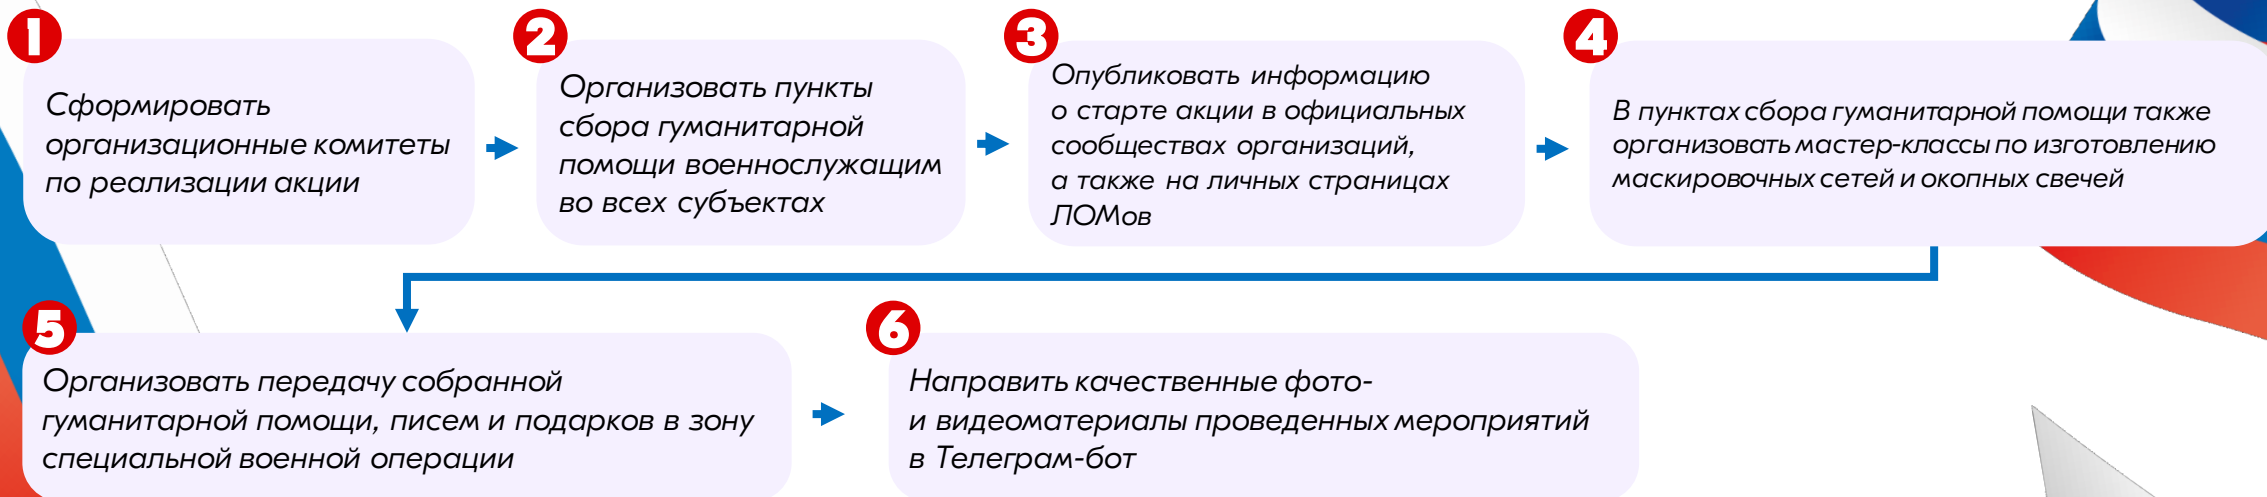 1
Сформировать
организационные комитеты
по реализации акции
2
Организовать пункты
сбора гуманитарной
помощи военнослужащим
во всех субъектах
3
Опубликовать информацию
о старте акции в официальных
сообществах организаций,
а также на личных страницах
ЛОМов
4
В пунктах сбора гуманитарной помощи также
организовать мастер-классы по изготовлению
маскировочных сетей и окопных свечей
5
Организовать передачу собранной
гуманитарной помощи, писем и подарков в зону
специальной военной операции
6
Направить качественные фото-
и видеоматериалы проведенных мероприятий
в Телеграм-бот